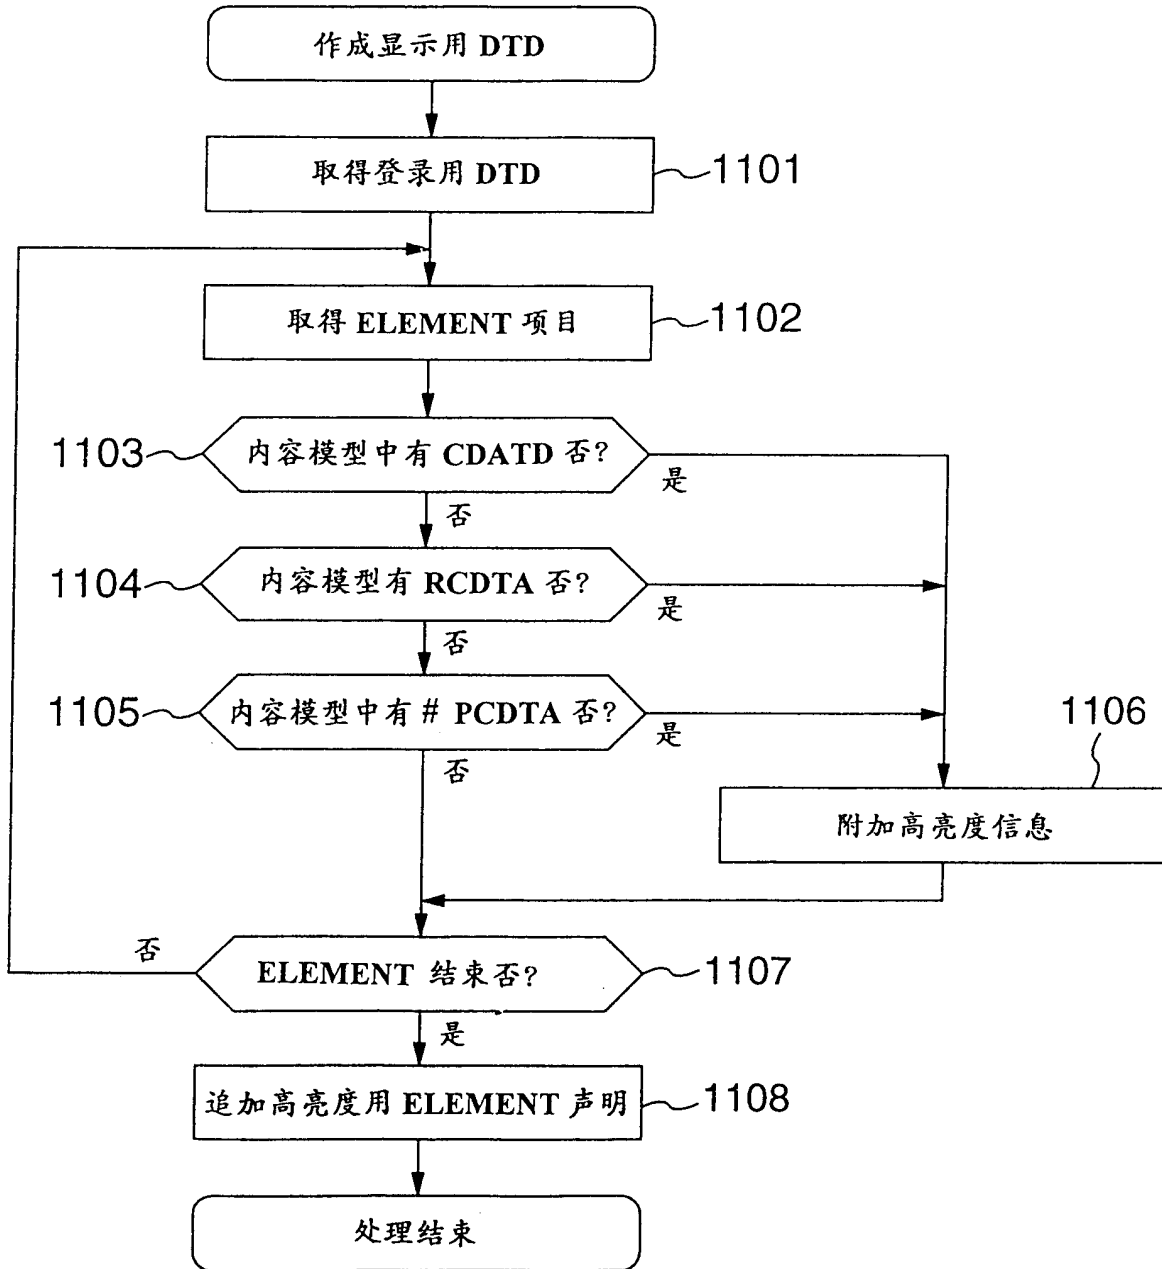 作成显示用 DTD
取得登录用 DTD
1101
取得 ELEMENT 项目
1102
1103
内容模型中有 CDATD 否?
是
否
1104
内容模型有 RCDTA 否?
是
否
1105
内容模型中有 # PCDTA 否?
是
否
1106
附加高亮度信息
否
ELEMENT 结束否?
1107
是
追加高亮度用 ELEMENT 声明
1108
处理结束